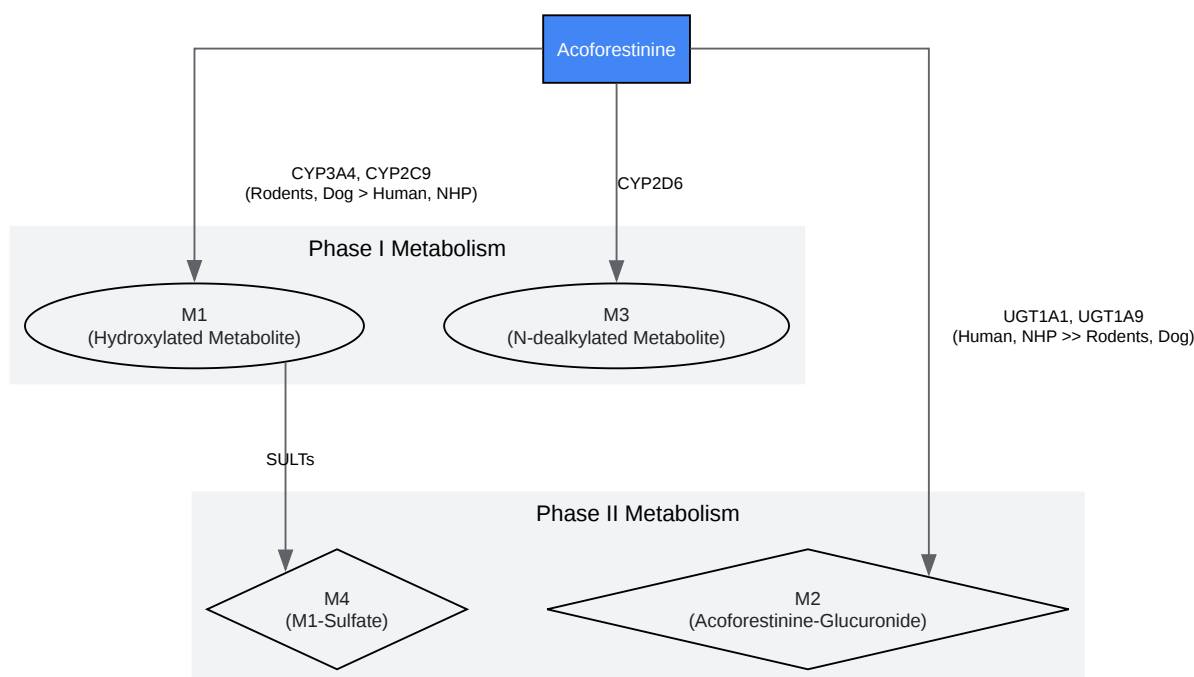 Acoforestinine
CYP3A4, CYP2C9
(Rodents, Dog > Human, NHP)
CYP2D6
Phase I Metabolism
M1
(Hydroxylated Metabolite)
M3
(N-dealkylated Metabolite)
UGT1A1, UGT1A9
(Human, NHP >> Rodents, Dog)
SULTs
Phase II Metabolism
M4
(M1-Sulfate)
M2
(Acoforestinine-Glucuronide)